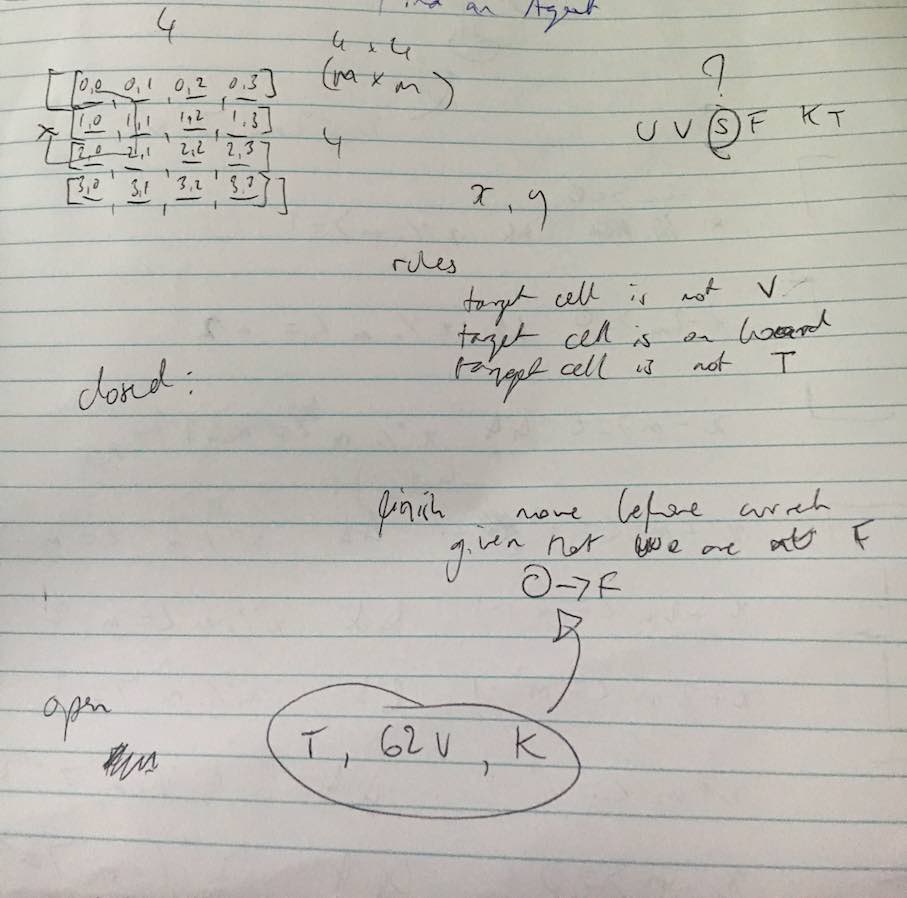 an Agent
4
4 x 4
(m x m)
[[0,0, 0,1, 0,2, 0,3]
[1,0, 1,1, 1,2, 1,3]
[2,0, 2,1, 2,2, 2,3]
[3,0, 3,1, 3,2, 3,3]]
x
4
?
U V S F K T
x, y
rules
target cell is not V
target cell is on board
target cell is not T
closed:
finish move before
given not we are at F
O→F
open
T, 62V, K